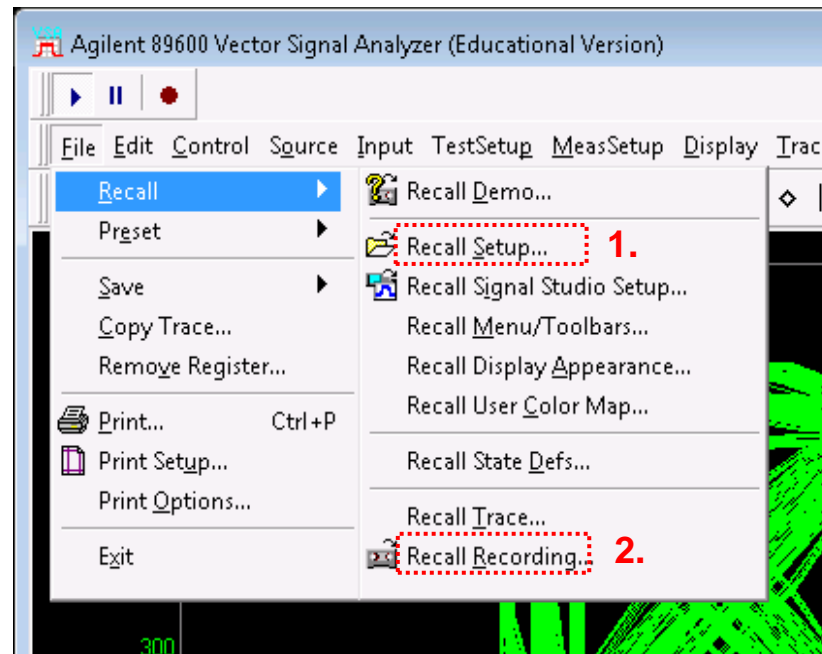 VSA
Agilent 89600 Vector Signal Analyzer (Educational Version)
File Edit Control Source Input TestSetup MeasSetup Display Trac
Recall
Preset
Save
Copy Trace...
Remove Register...
Print... Ctrl+P
Print Setup...
Print Options...
Exit
Recall Demo...
Recall Setup... 1.
Recall Signal Studio Setup...
Recall Menu/Toolbars...
Recall Display Appearance...
Recall User Color Map...
Recall State Defs...
Recall Trace...
Recall Recording... 2.
300